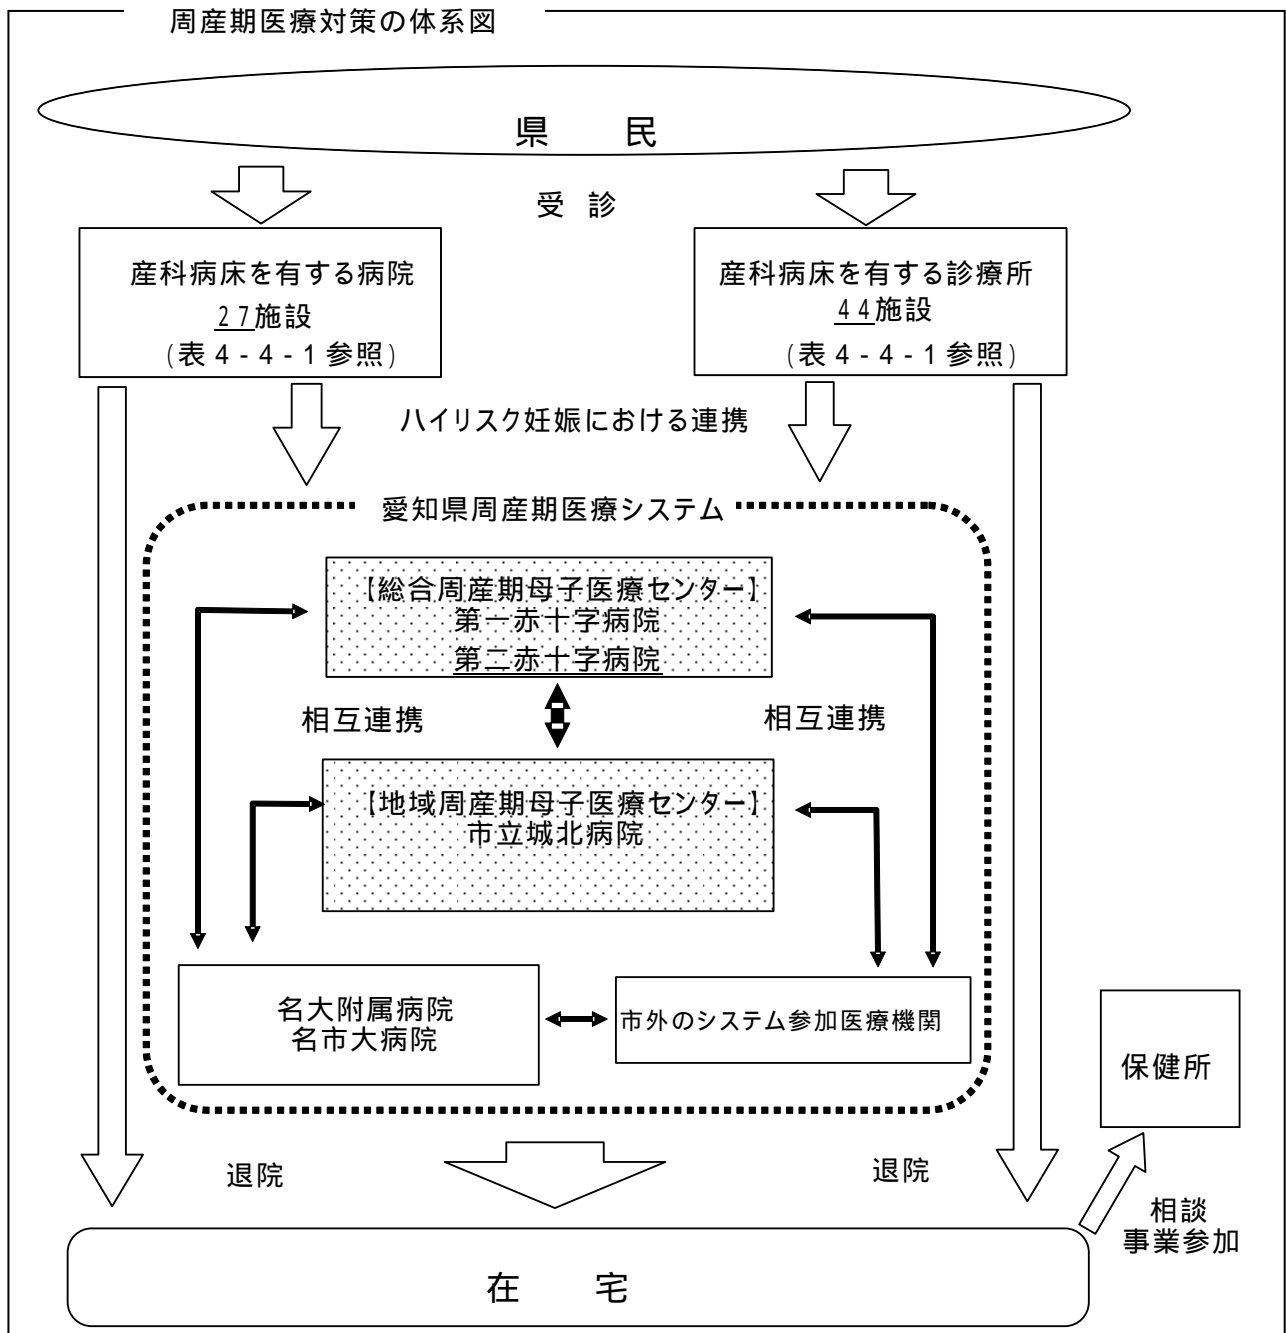 周産期医療対策の体系図
県　　民
受　診
産科病床を有する病院
27施設
(表4-4-1参照)
産科病床を有する診療所
44施設
(表4-4-1参照)
ハイリスク妊娠における連携
愛知県周産期医療システム
【総合周産期母子医療センター】
第一赤十字病院
第二赤十字病院
相互連携
相互連携
【地域周産期母子医療センター】
市立城北病院
名大附属病院
名市大病院
市外のシステム参加医療機関
保健所
退院
退院
相談
事業参加
在　　宅